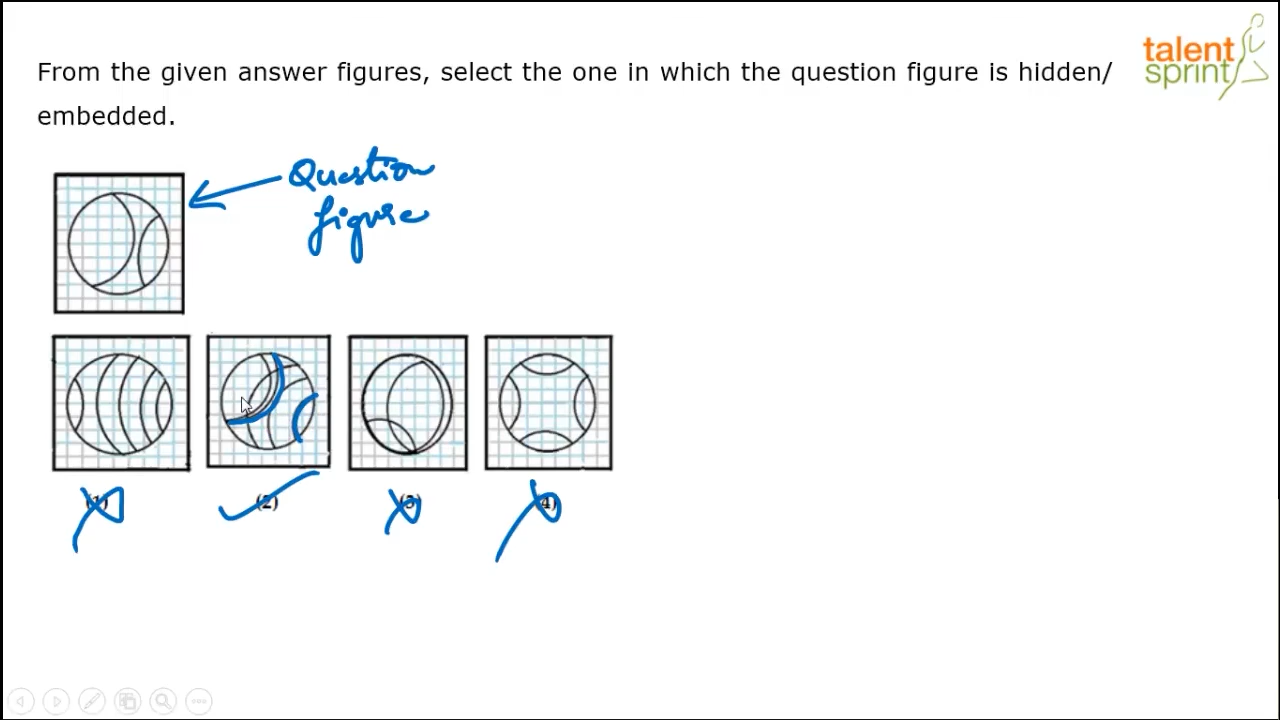 talent
sprint
From the given answer figures, select the one in which the question figure is hidden/
embedded.
Question
figure
(1)
(2)
(3)
(4)